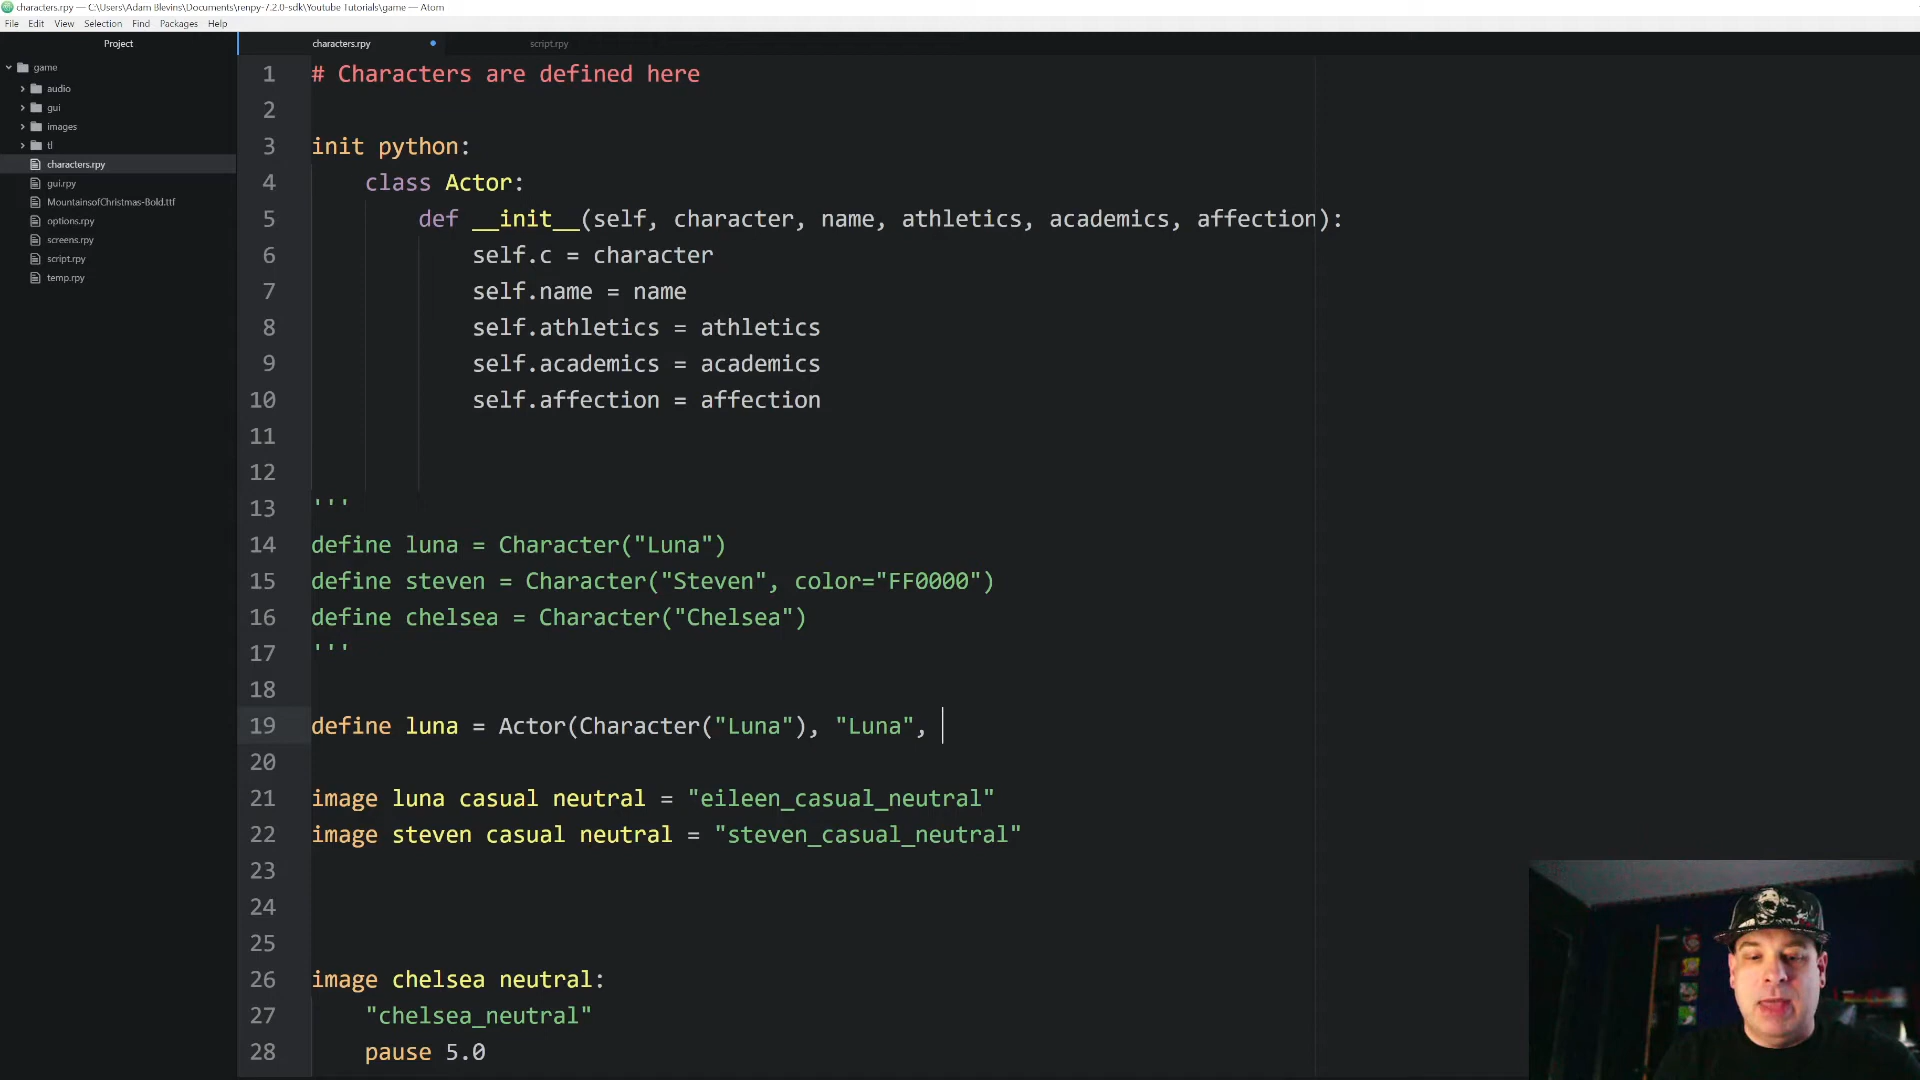 characters.rpy — C:\Users\Adam Blevins\Documents\renpy-7.2.0-sdk\Youtube Tutorials\game — Atom
File Edit View Selection Find Packages Help
Project
characters.rpy script.rpy
game
audio
gui
images
tl
characters.rpy
gui.rpy
MountainsofChristmas-Bold.ttf
options.rpy
screens.rpy
script.rpy
temp.rpy
1 # Characters are defined here
2
3 init python:
4 class Actor:
5 def __init__(self, character, name, athletics, academics, affection):
6 self.c = character
7 self.name = name
8 self.athletics = athletics
9 self.academics = academics
10 self.affection = affection
11
12
13 '''
14 define luna = Character("Luna")
15 define steven = Character("Steven", color="FF0000")
16 define chelsea = Character("Chelsea")
17 '''
18
19 define luna = Actor(Character("Luna"), "Luna",
20
21 image luna casual neutral = "eileen_casual_neutral"
22 image steven casual neutral = "steven_casual_neutral"
23
24
25
26 image chelsea neutral:
27 "chelsea_neutral"
28 pause 5.0